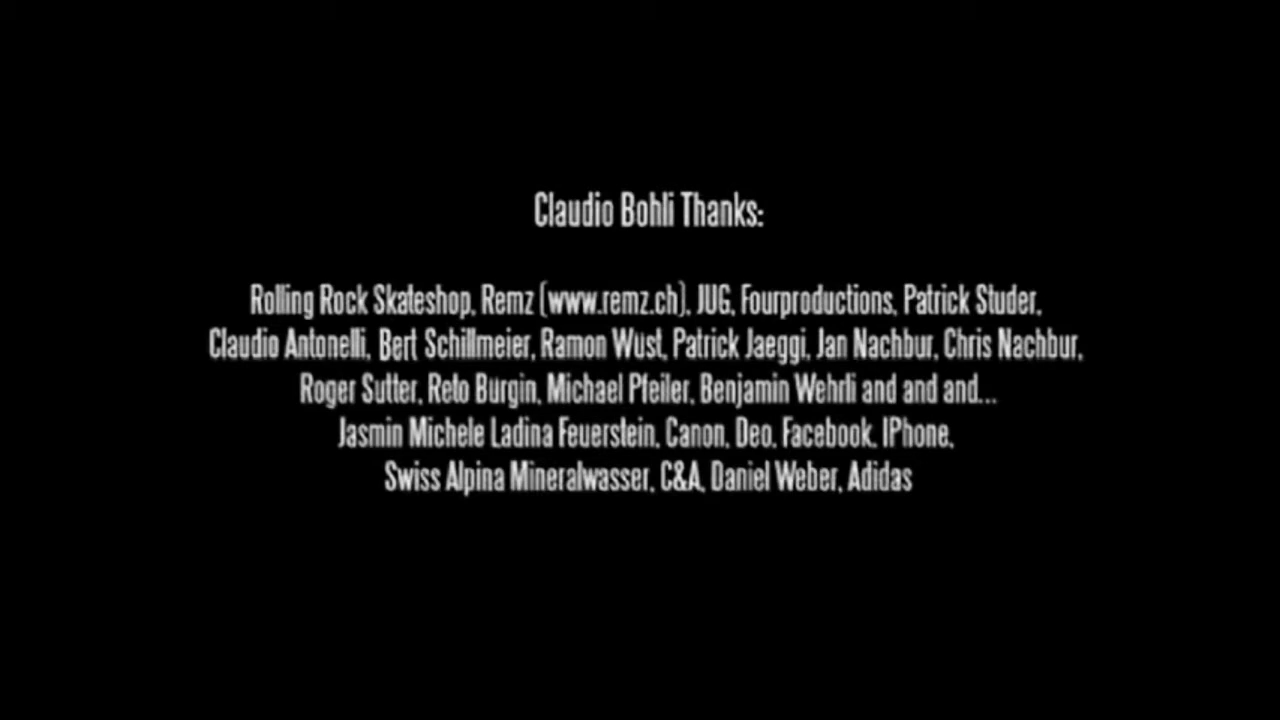 Claudio Bohli Thanks:
Rolling Rock Skateshop, Remz (www.remz.ch), JUG, Fourproductions, Patrick Studer,
Claudio Antonelli, Bert Schillmeier, Ramon Wust, Patrick Jaeggi, Jan Nachbur, Chris Nachbur,
Roger Sutter, Reto Burgin, Michael Pfeiler, Benjamin Wehrli and and and...
Jasmin Michele Ladina Feuerstein, Canon, Deo, Facebook, IPhone,
Swiss Alpina Mineralwasser, C&A, Daniel Weber, Adidas